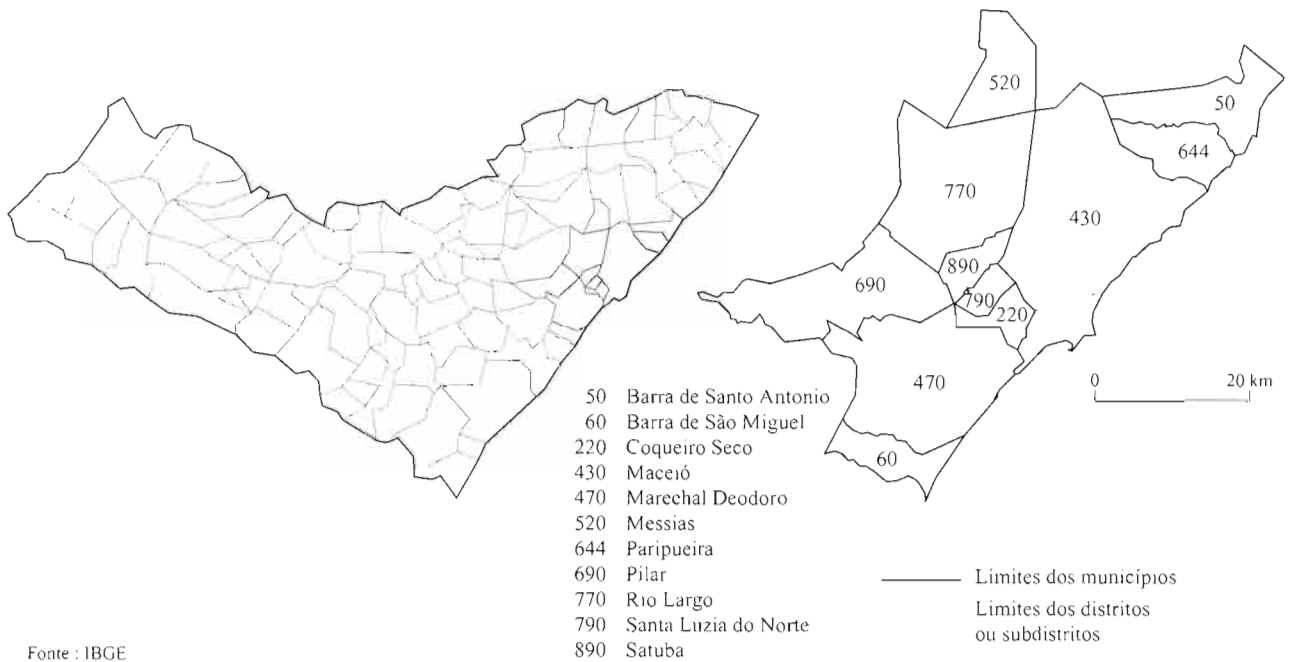 520
50
644
770
430
890
690
790
220
470
60
0 20 km
50 Barra de Santo Antonio
60 Barra de São Miguel
220 Coqueiro Seco
430 Maceió
470 Marechal Deodoro
520 Messias
644 Paripueira
690 Pilar
770 Rio Largo
790 Santa Luzia do Norte
890 Satuba
Limites dos municípios
Limites dos distritos
ou subdistritos
Fonte : IBGE